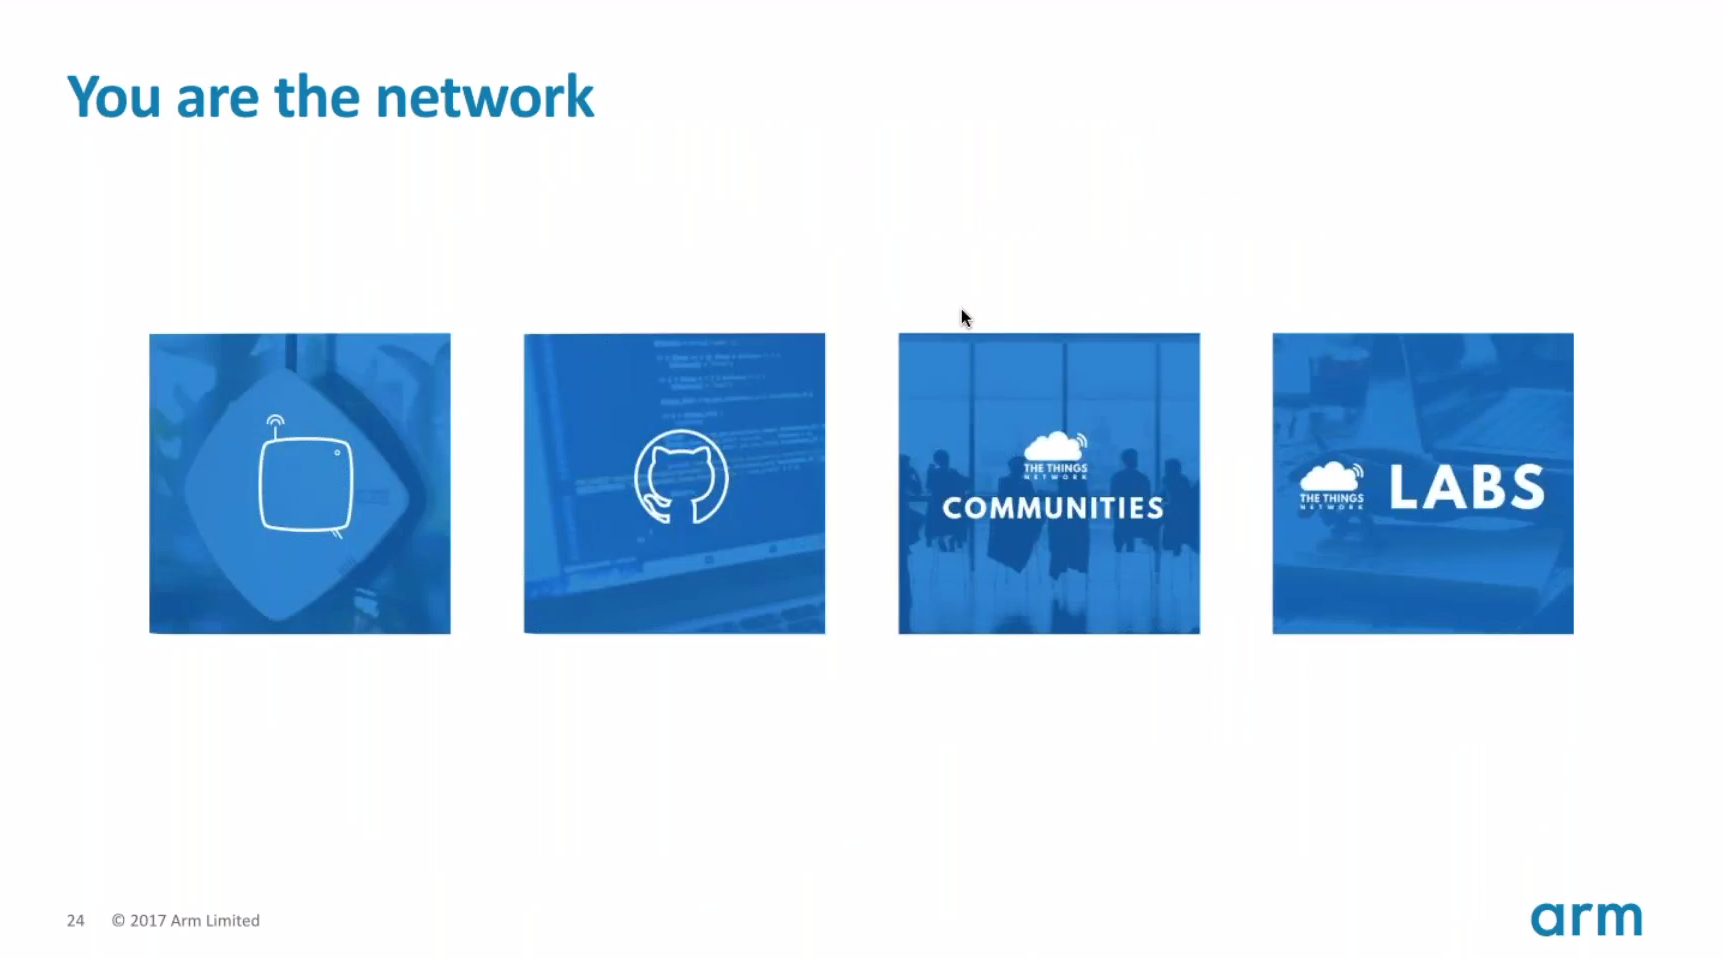 You are the network
THE THINGS
NETWORK
COMMUNITIES
THE THINGS
NETWORK
LABS
24 © 2017 Arm Limited
arm